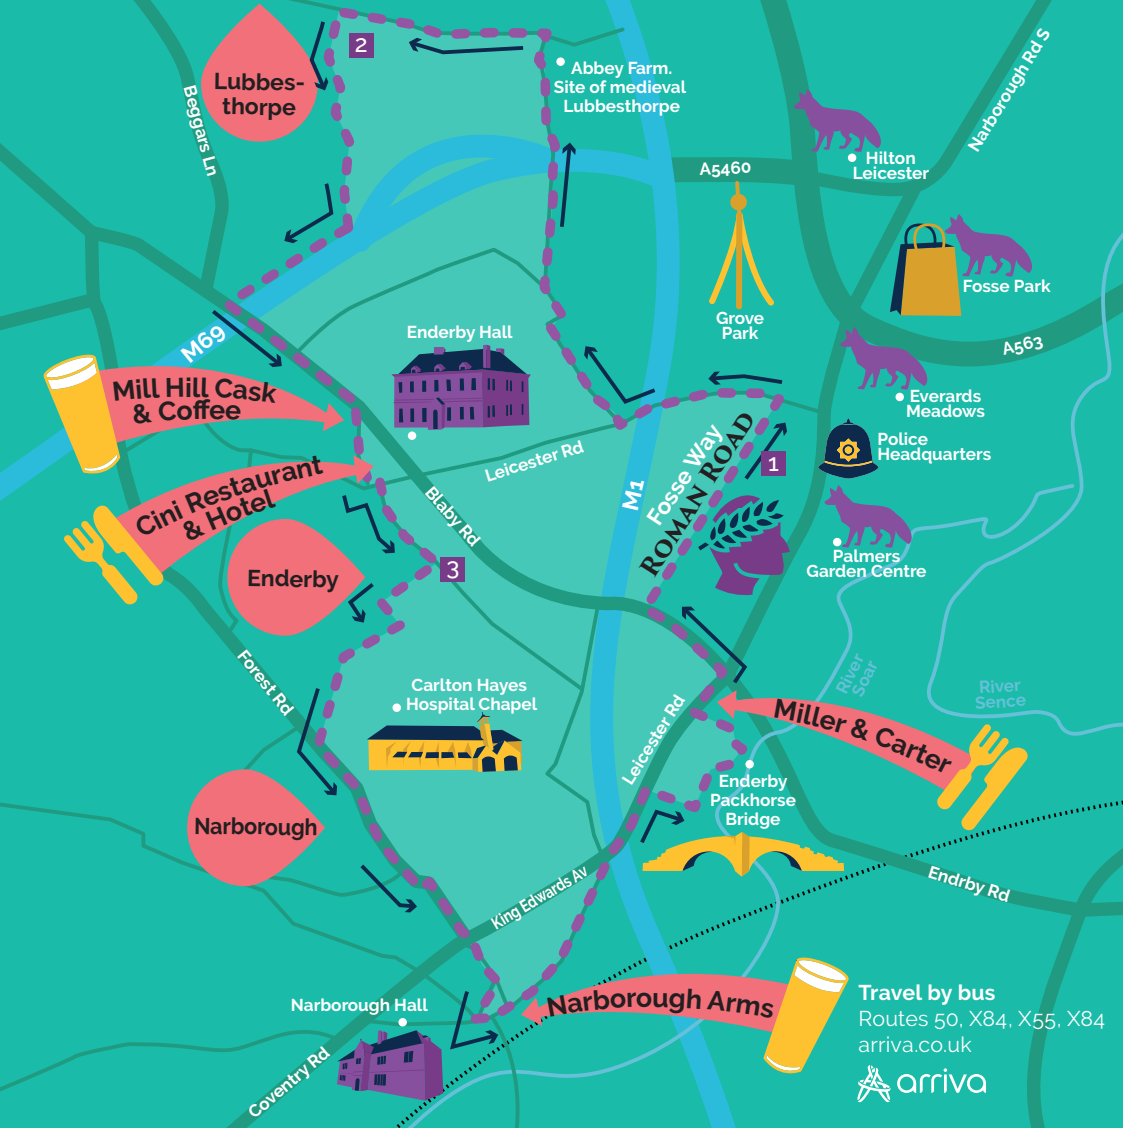 2
Lubbes-
thorpe
Beggars Ln
Abbey Farm.
Site of medieval
Lubbesthorpe
Narborough Rd S
Hilton
Leicester
A5460
Fosse Park
Grove
Park
A563
M69
Enderby Hall
Mill Hill Cask
& Coffee
Everards
Meadows
Police
Headquarters
Leicester Rd
Fosse Way
ROMAN ROAD
1
Cini Restaurant
& Hotel
Blaby Rd
M1
Palmers
Garden Centre
Enderby
3
Forest Rd
River
Soar
River
Sence
Carlton Hayes
Hospital Chapel
Leicester Rd
Miller & Carter
Enderby
Packhorse
Bridge
Narborough
King Edwards Av
Endrby Rd
Narborough Hall
Narborough Arms
Coventry Rd
Travel by bus
Routes 50, X84, X55, X84
arriva.co.uk
arriva